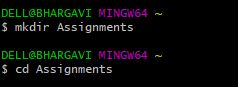 DELL@BHARGAVI MINGW64 ~
$ mkdir Assignments
DELL@BHARGAVI MINGW64 ~
$ cd Assignments